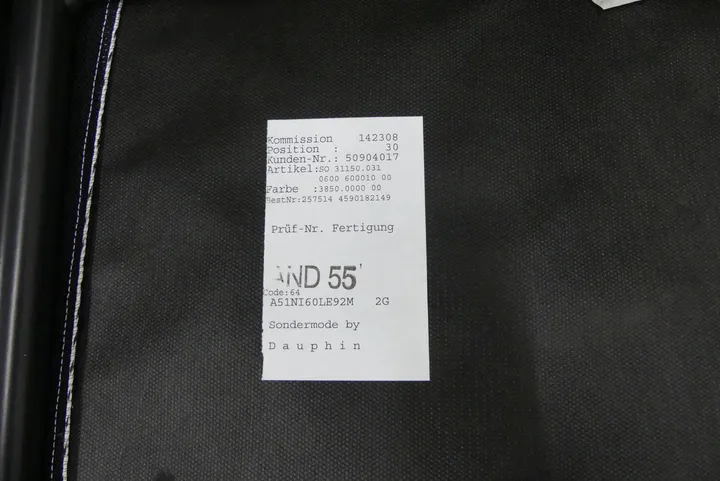 Kommission 142308
Position : 30
Kunden-Nr.: 50904017
Artikel:SO 31150.031
0600 600010 00
Farbe :3850.0000 00
BestNr:257514 4590182149
Prüf-Nr. Fertigung
AND 55
Code:64
A51NI60LE92M 2G
Sondermode by
Dauphin